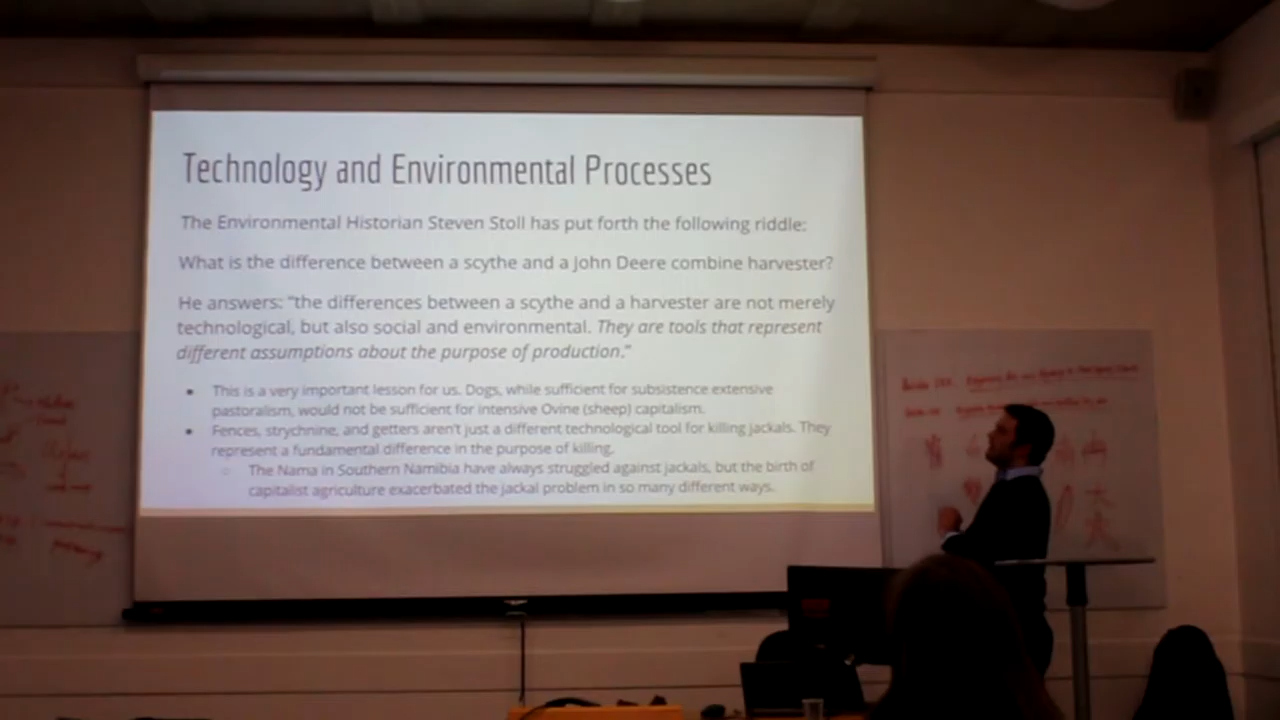 Technology and Environmental Processes
The Environmental Historian Steven Stoll has put forth the following riddle:
What is the difference between a scythe and a John Deere combine harvester?
He answers: "the differences between a scythe and a harvester are not merely
technological, but also social and environmental. They are tools that represent
different assumptions about the purpose of production."
• This is a very important lesson for us. Dogs, while sufficient for subsistence extensive
pastoralism, would not be sufficient for intensive Ovine (sheep) capitalism.
• Fences, strychnine, and getters aren't just a different technological tool for killing jackals. They
represent a fundamental difference in the purpose of killing.
○ The Nama in Southern Namibia have always struggled against jackals, but the birth of
capitalist agriculture exacerbated the jackal problem in so many different ways.